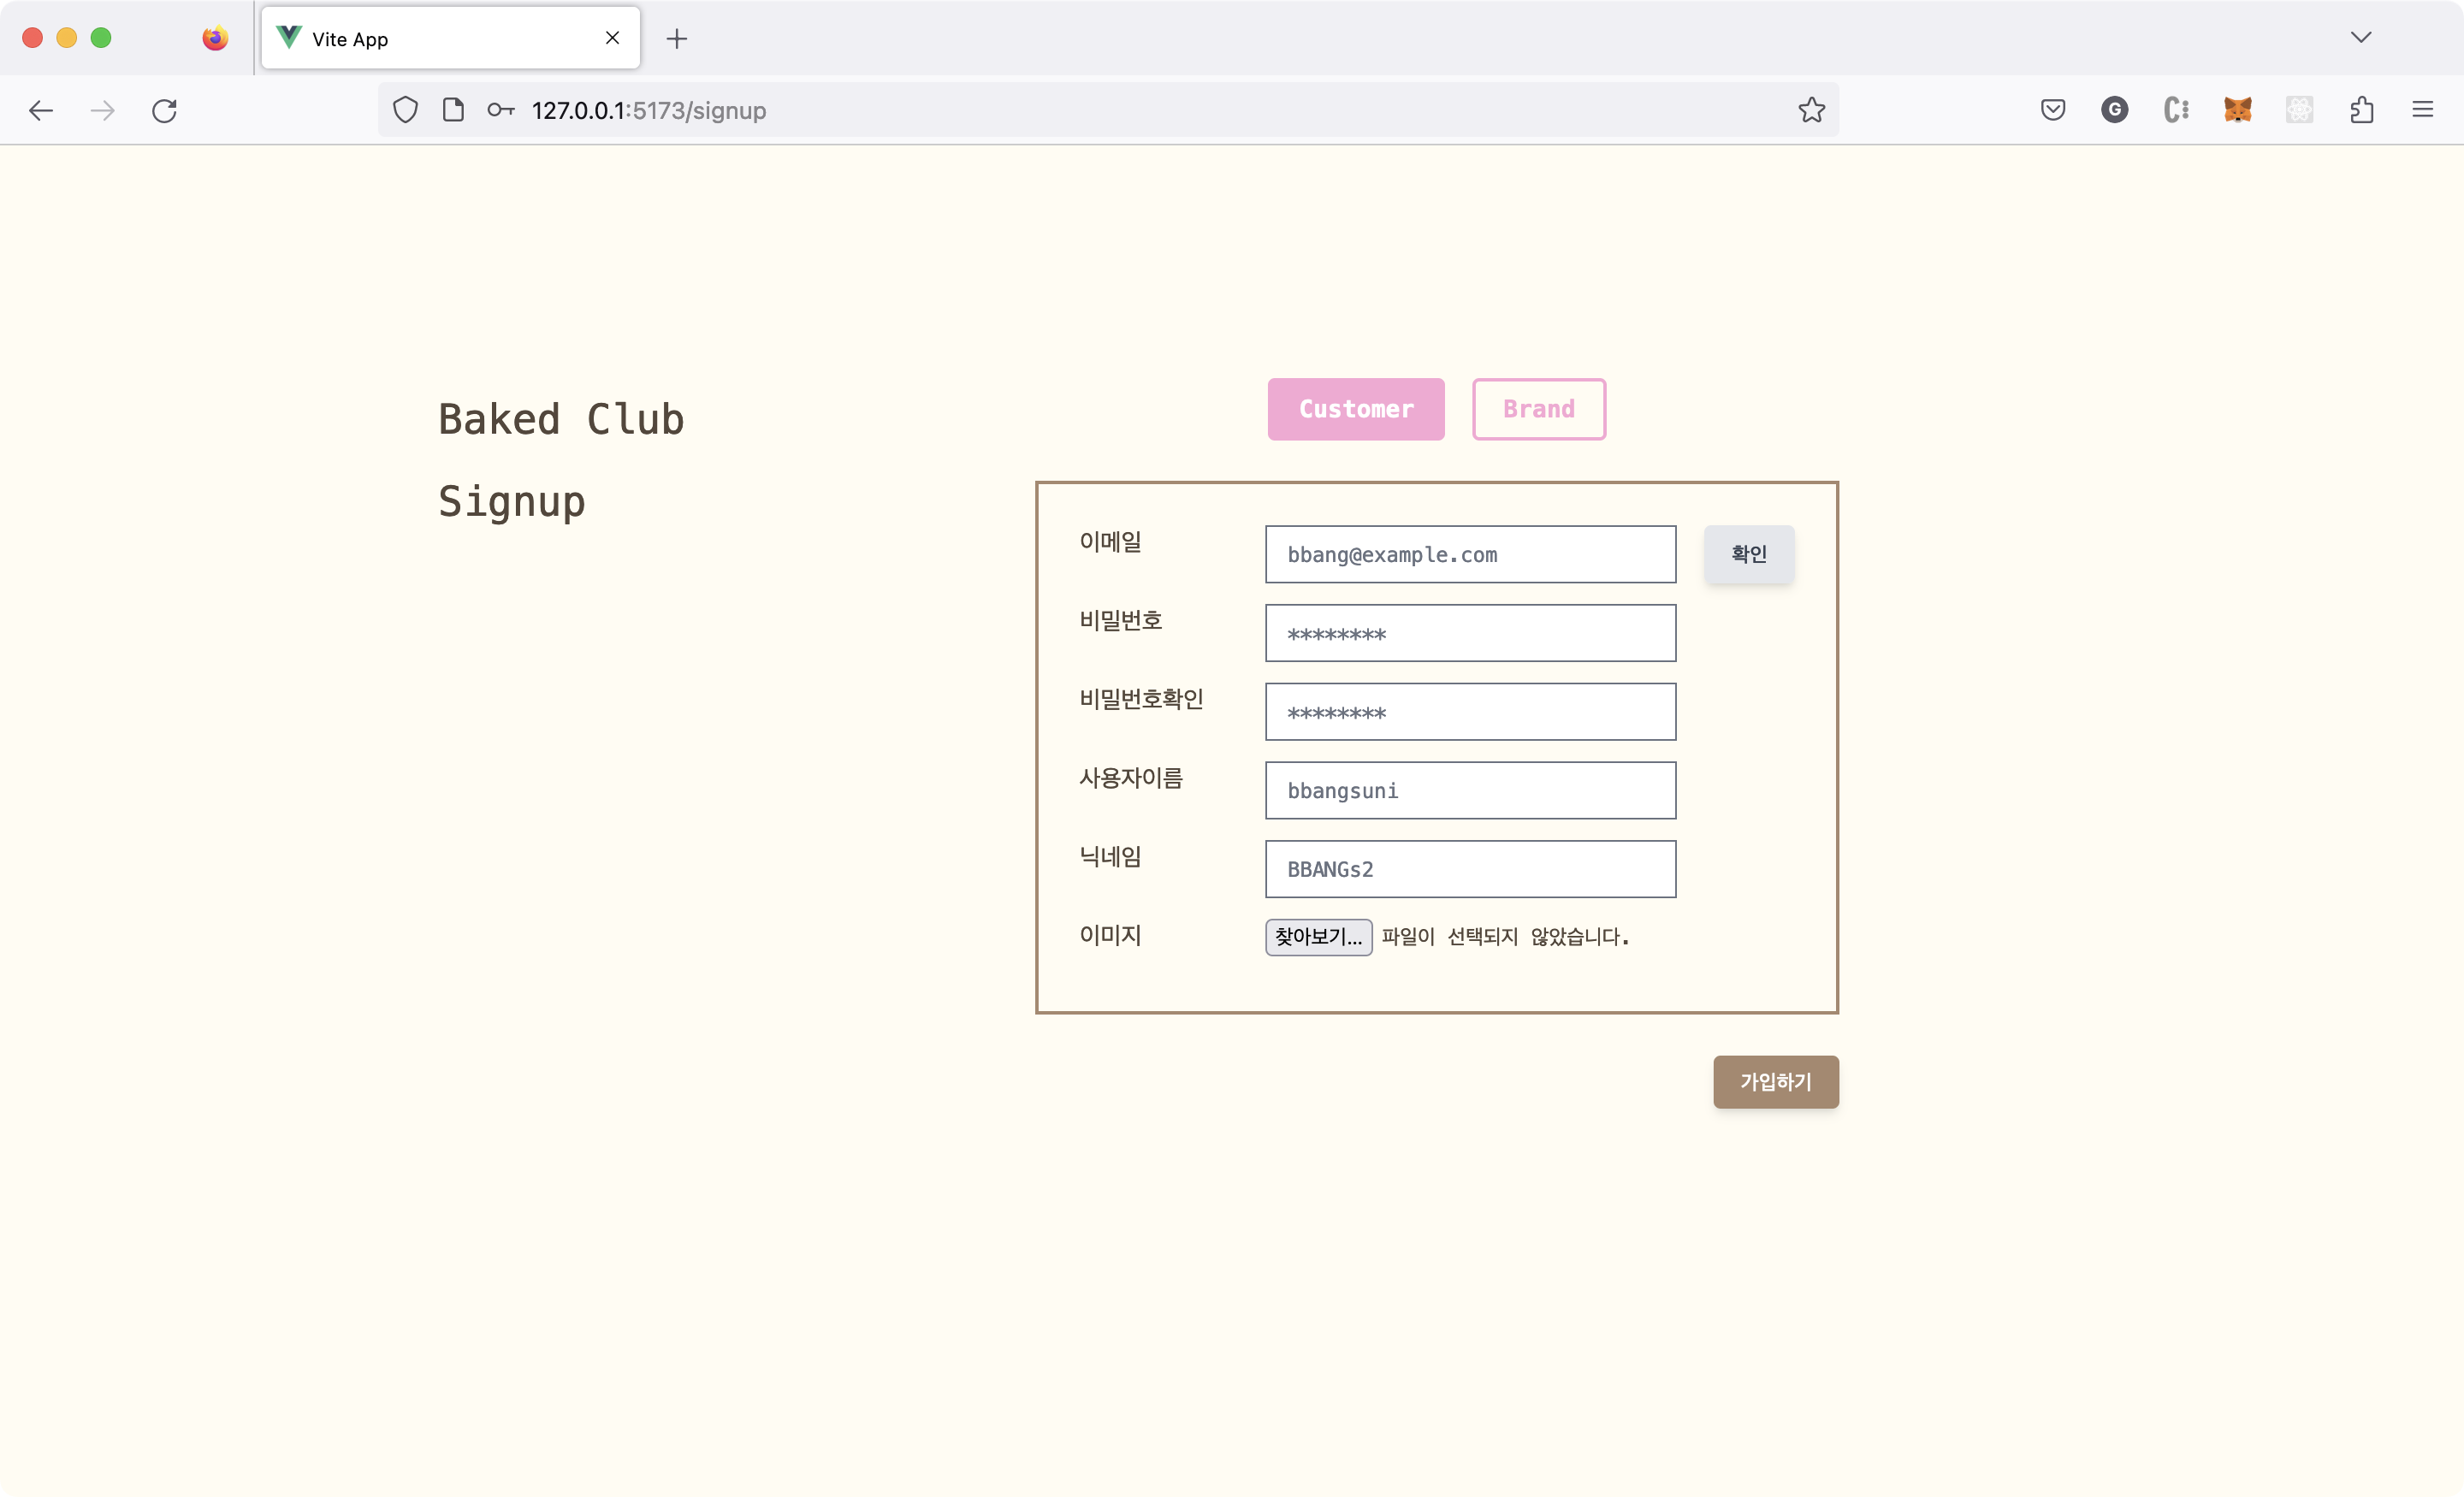 Vite App
127.0.0.1:5173/signup
G
Baked Club
Signup
Customer
Brand
이메일
bbang@example.com
확인
비밀번호
********
비밀번호확인
********
사용자이름
bbangsuni
닉네임
BBANGs2
이미지
찾아보기... 파일이 선택되지 않았습니다.
가입하기